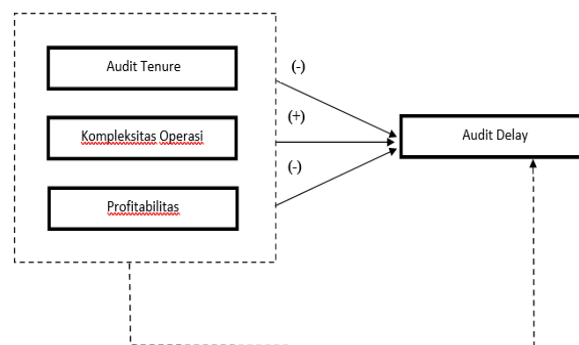 Audit Tenure
(-)
(+)
Kompleksitas Operasi
Audit Delay
(-)
Profitabilitas